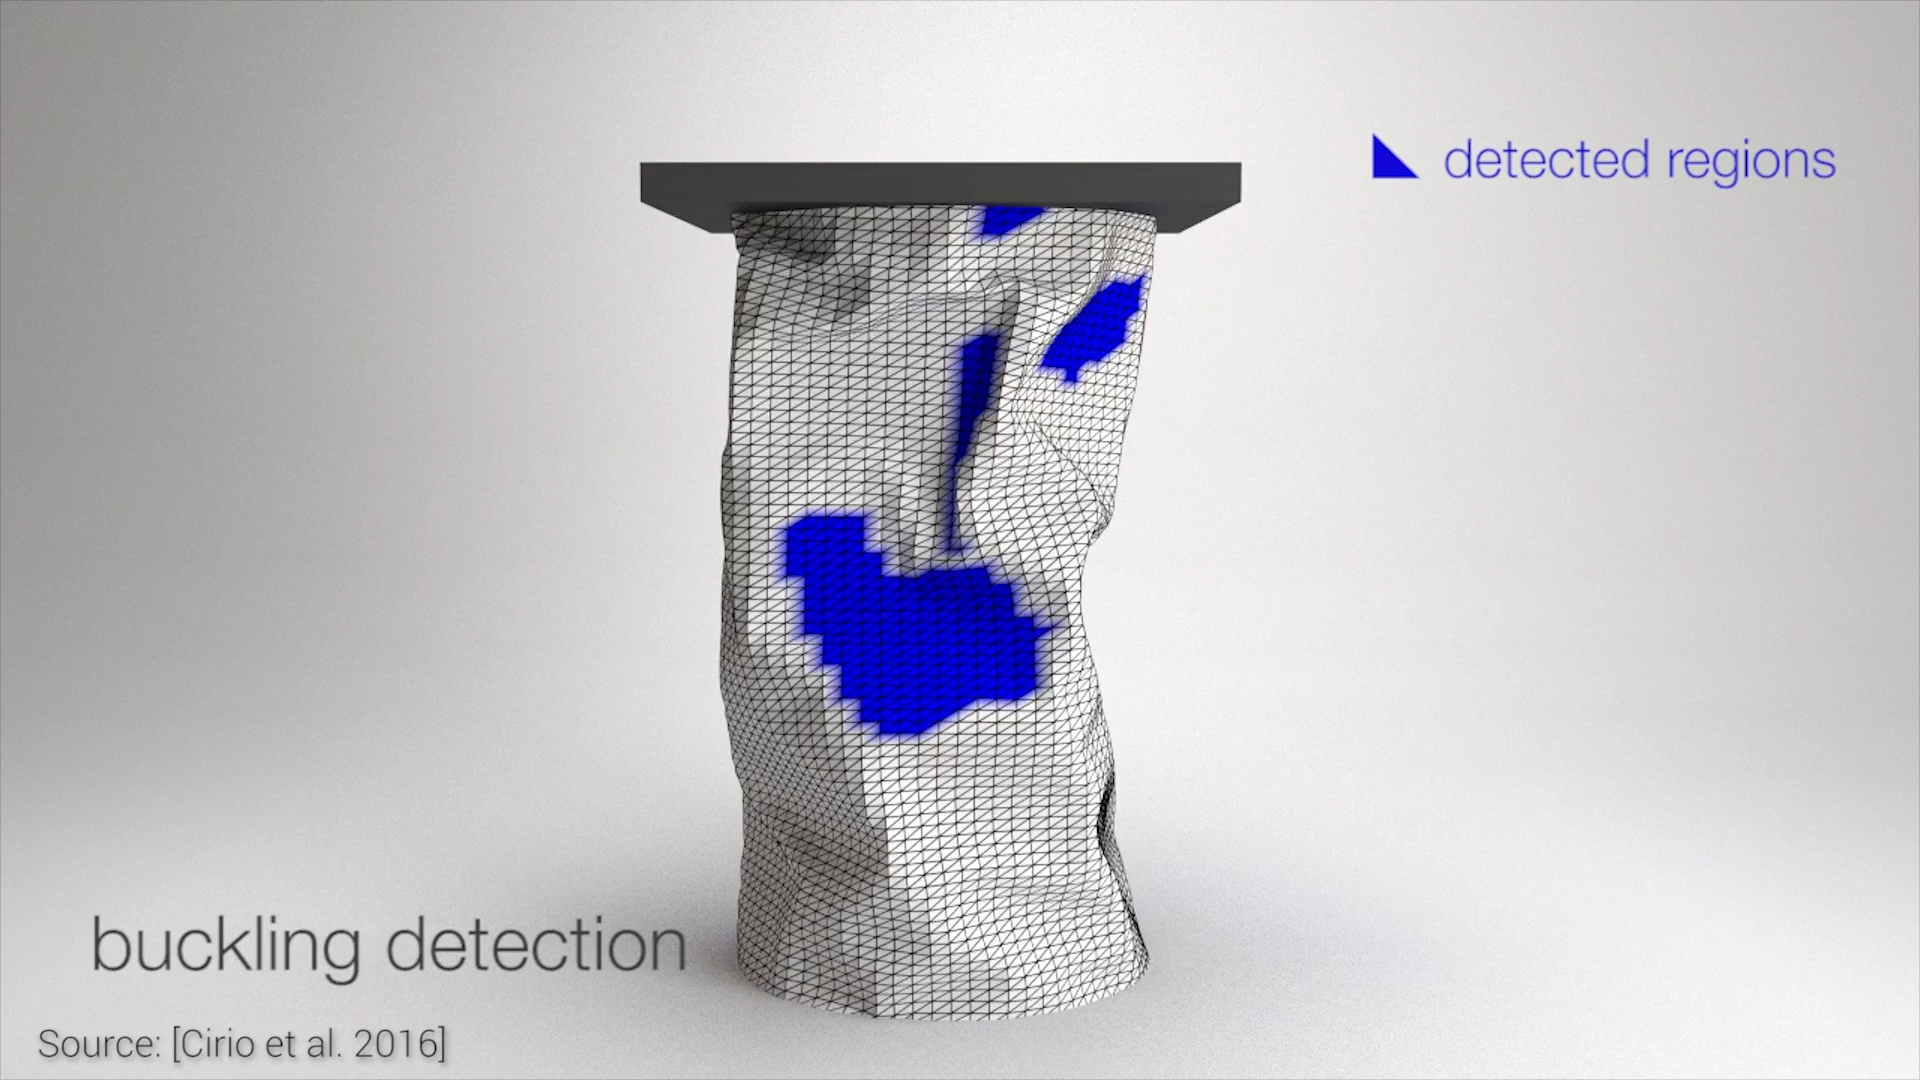 detected regions
buckling detection
Source: [Cirio et al. 2016]